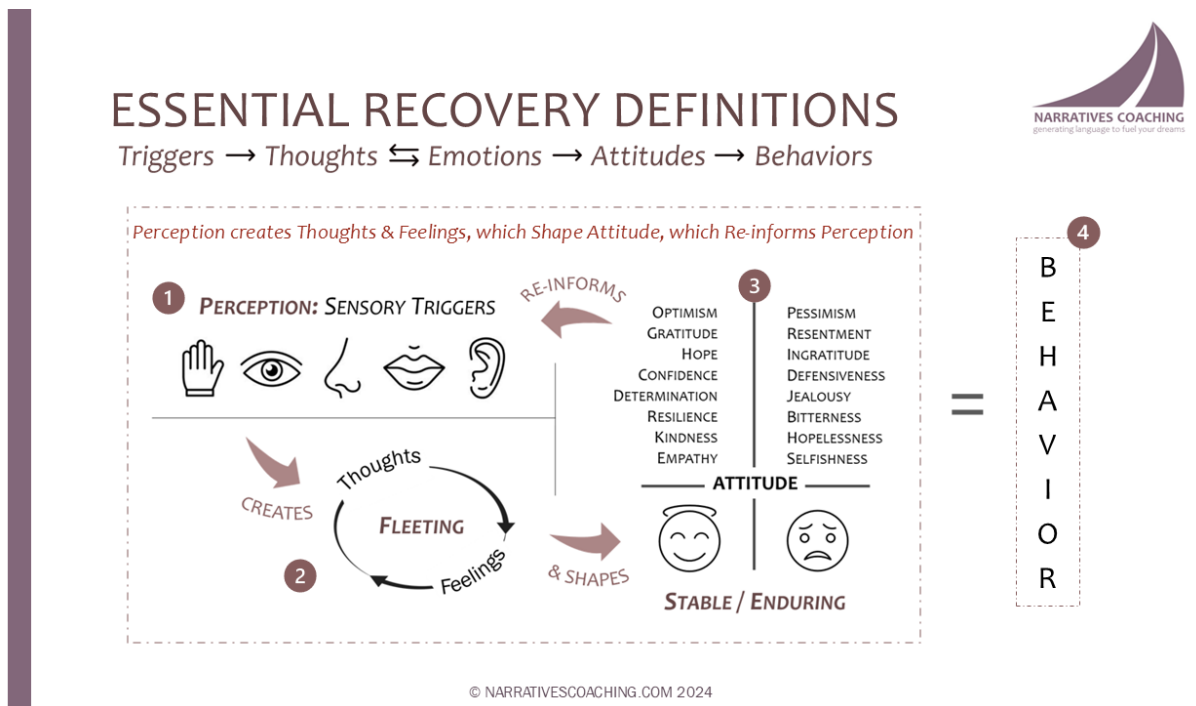 NARRATIVES COACHING
generating language to fuel your dreams
ESSENTIAL RECOVERY DEFINITIONS
Triggers → Thoughts ⇆ Emotions → Attitudes → Behaviors
Perception creates Thoughts & Feelings, which Shape Attitude, which Re-informs Perception
1
PERCEPTION: SENSORY TRIGGERS
RE-INFORMS
CREATES
2
Thoughts
FLEETING
Feelings
& SHAPES
3
OPTIMISM
GRATITUDE
HOPE
CONFIDENCE
DETERMINATION
RESILIENCE
KINDNESS
EMPATHY
PESSIMISM
RESENTMENT
INGRATITUDE
DEFENSIVENESS
JEALOUSY
BITTERNESS
HOPELESSNESS
SELFISHNESS
ATTITUDE
STABLE / ENDURING
=
4
B
E
H
A
V
I
O
R
© NARRATIVESCOACHING.COM 2024